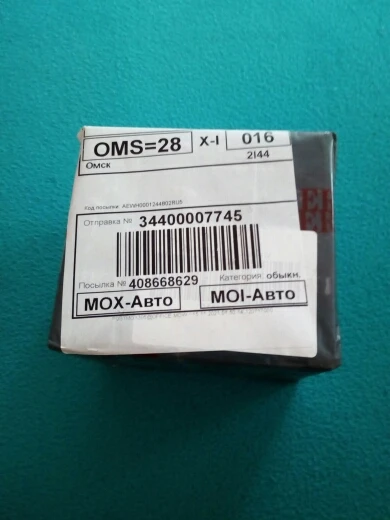 OMS=28 X-I 016
Омск 2I44
Код посылки
Отправка № 34400007745
Посылка № 408668629 Категория: обыкн.
МОХ-Авто MOI-Авто